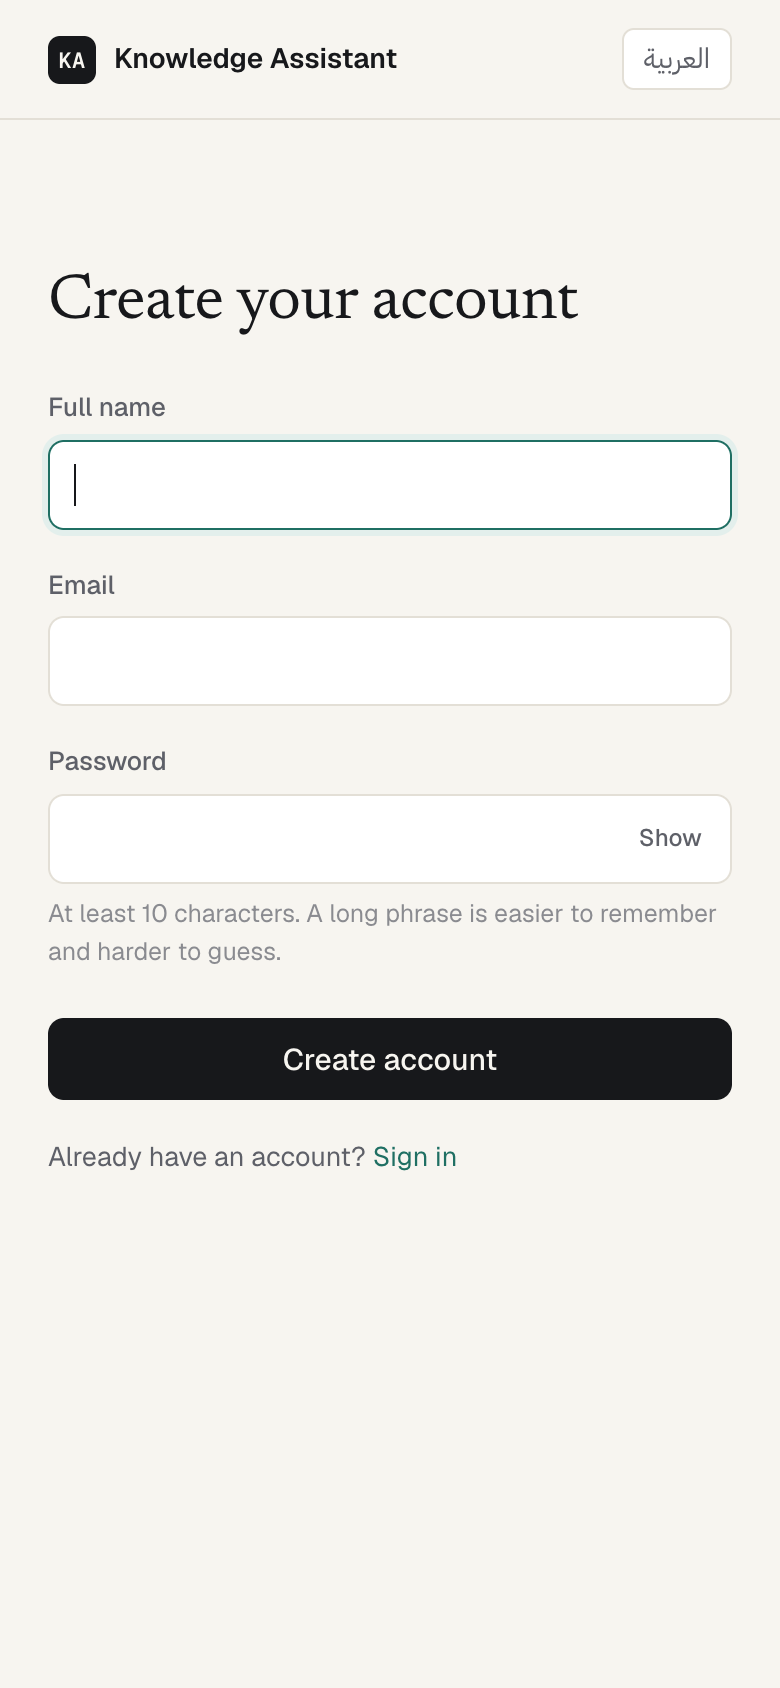 KA Knowledge Assistant العربية
Create your account
Full name
Email
Password
Show
At least 10 characters. A long phrase is easier to remember
and harder to guess.
Create account
Already have an account? Sign in